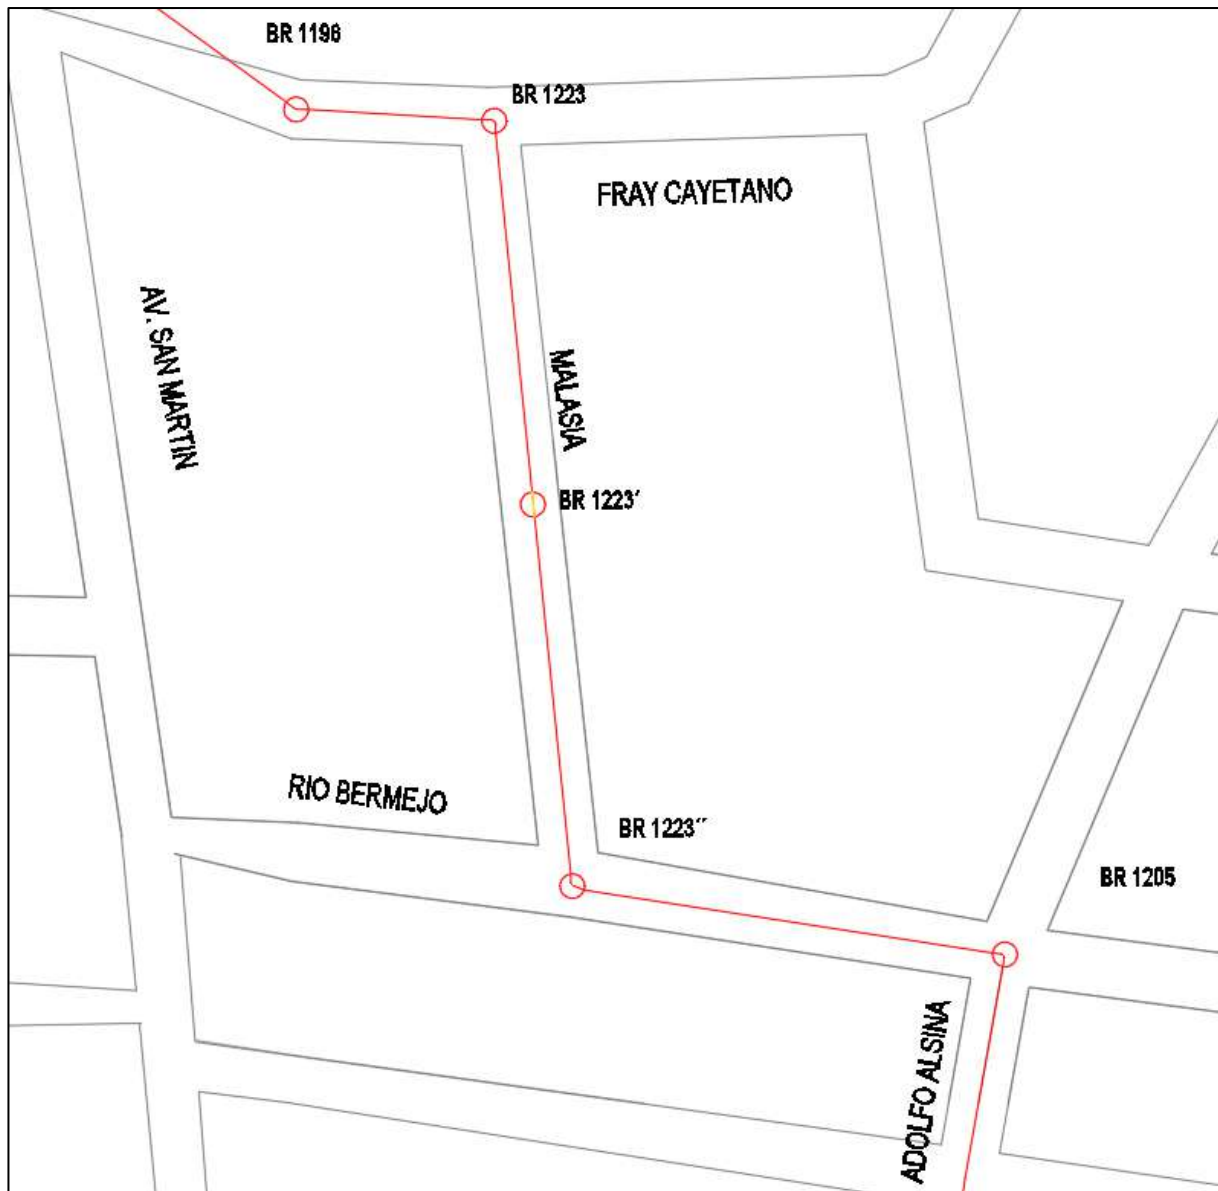 BR 1198
BR 1223
FRAY CAYETANO
AV. SAN MARTIN
MALASIA
BR 1223´
RIO BERMEJO
BR 1223´´
BR 1205
ADOLFO ALSINA